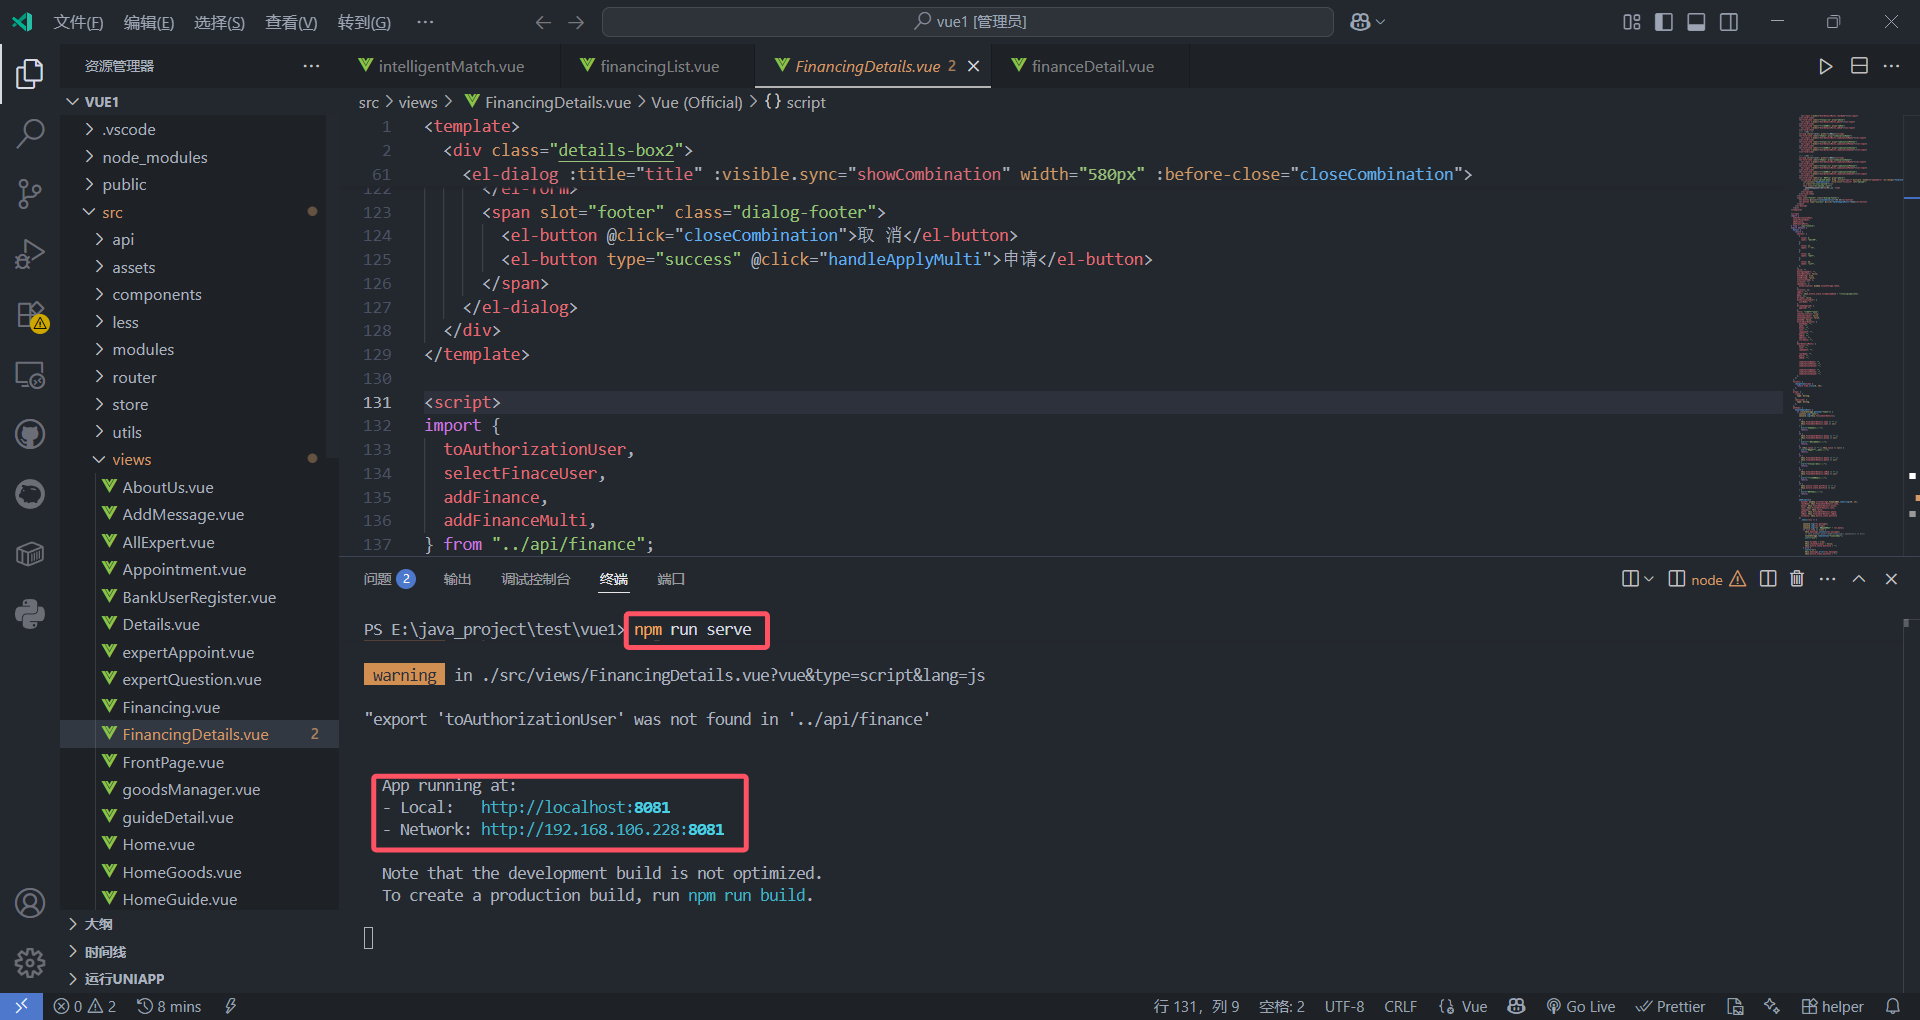 文件(F) 编辑(E) 选择(S) 查看(V) 转到(G) ··· vue1 [管理员]
资源管理器 ···
intelligentMatch.vue financingList.vue FinancingDetails.vue 2 financeDetail.vue
src > views > FinancingDetails.vue > Vue (Official) > {} script
VUE1
.vscode
node_modules
public
src
api
assets
components
less
modules
router
store
utils
views
AboutUs.vue
AddMessage.vue
AllExpert.vue
Appointment.vue
BankUserRegister.vue
Details.vue
expertAppoint.vue
expertQuestion.vue
Financing.vue
FinancingDetails.vue 2
FrontPage.vue
goodsManager.vue
guideDetail.vue
Home.vue
HomeGoods.vue
HomeGuide.vue
大纲
时间线
运行UNIAPP
1 <template>
2 <div class="details-box2">
61 <el-dialog :title="title" :visible.sync="showCombination" width="580px" :before-close="closeCombination">
122 </el-form>
123 <span slot="footer" class="dialog-footer">
124 <el-button @click="closeCombination">取 消</el-button>
125 <el-button type="success" @click="handleApplyMulti">申请</el-button>
126 </span>
127 </el-dialog>
128 </div>
129 </template>
130
131 <script>
132 import {
133 toAuthorizationUser,
134 selectFinaceUser,
135 addFinance,
136 addFinanceMulti,
137 } from "../api/finance";
问题 2 输出 调试控制台 终端 端口
node
PS E:\java_project\test\vue1> npm run serve
warning in ./src/views/FinancingDetails.vue?vue&type=script&lang=js
"export 'toAuthorizationUser' was not found in '../api/finance'
App running at:
- Local: http://localhost:8081
- Network: http://192.168.106.228:8081
Note that the development build is not optimized.
To create a production build, run npm run build.
0 2 8 mins 行 131, 列 9 空格: 2 UTF-8 CRLF Vue Go Live Prettier helper